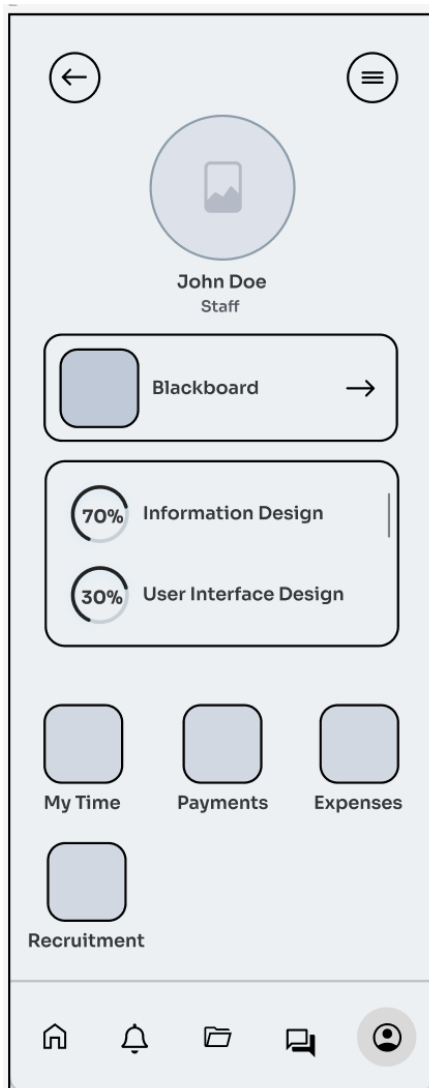 John Doe
Staff
Blackboard
70% Information Design
30% User Interface Design
My Time Payments Expenses
Recruitment